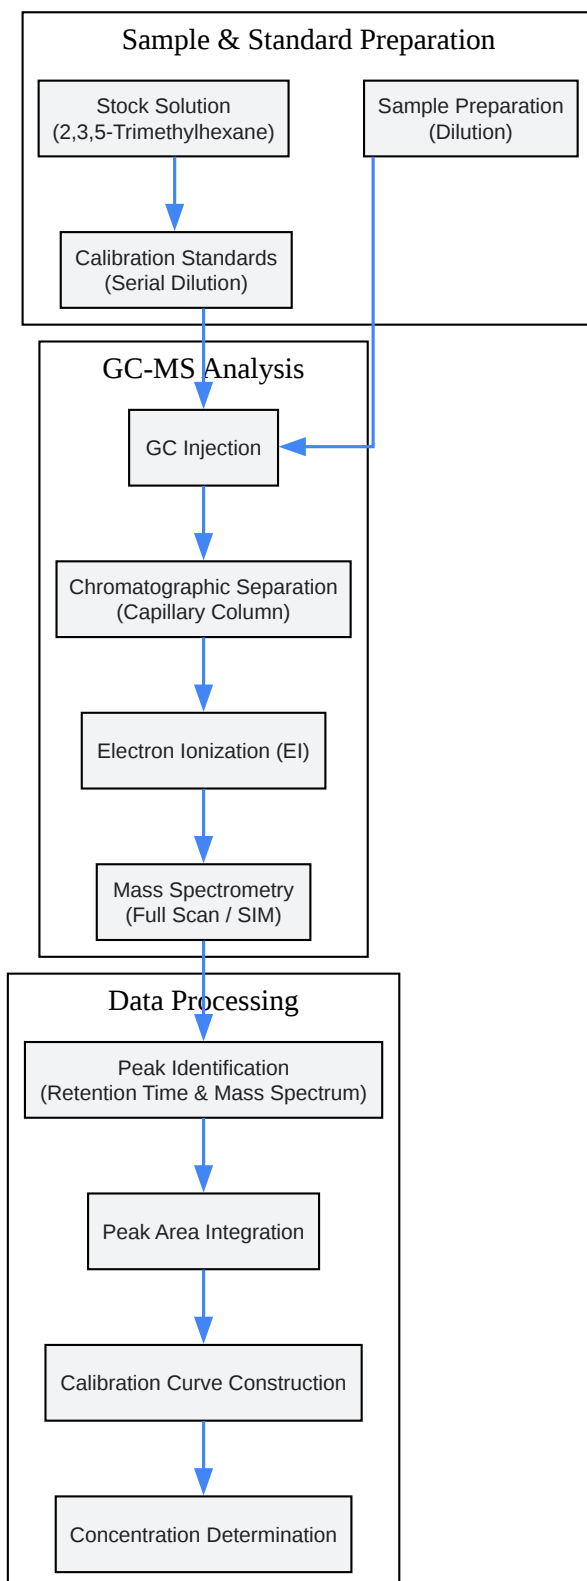 Sample & Standard Preparation
Stock Solution
(2,3,5-Trimethylhexane)
Sample Preparation
(Dilution)
Calibration Standards
(Serial Dilution)
GC-MS Analysis
GC Injection
Chromatographic Separation
(Capillary Column)
Electron Ionization (EI)
Mass Spectrometry
(Full Scan / SIM)
Data Processing
Peak Identification
(Retention Time & Mass Spectrum)
Peak Area Integration
Calibration Curve Construction
Concentration Determination